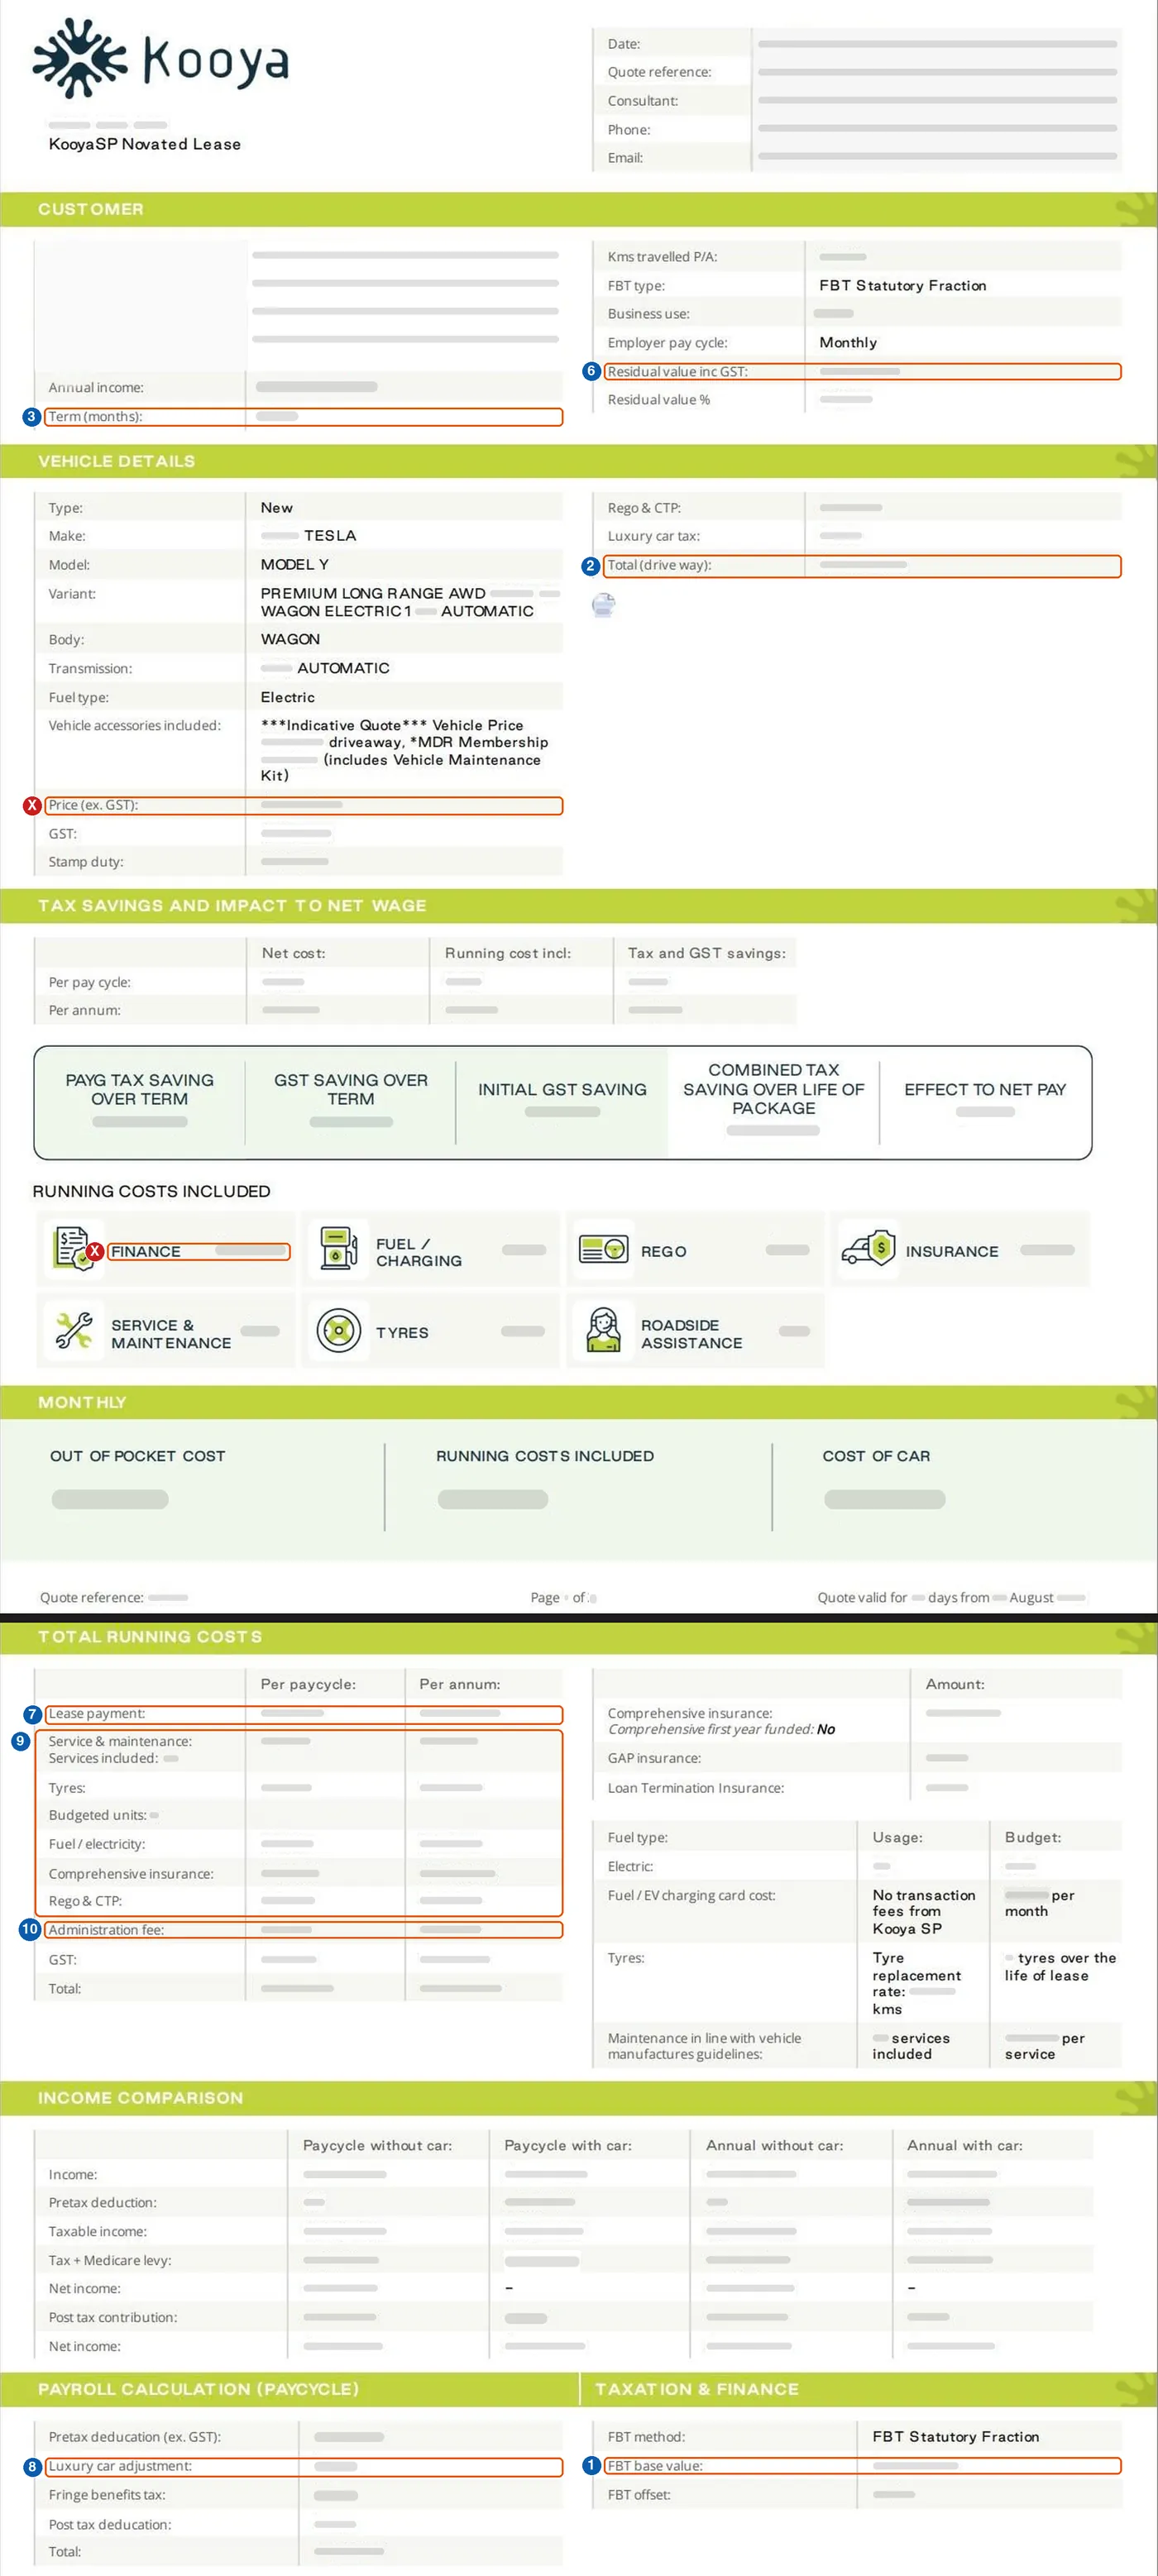 Kooya
KooyaSP Novated Lease
Date:
Quote reference:
Consultant:
Phone:
Email:
CUSTOMER
Annual income:
3 Term (months):
Kms travelled P/A:
FBT type: FBT Statutory Fraction
Business use:
Employer pay cycle: Monthly
6 Residual value inc GST:
Residual value %
VEHICLE DETAILS
Type: New
Make: TESLA
Model: MODEL Y
Variant: PREMIUM LONG RANGE AWD
WAGON ELECTRIC 1 AUTOMATIC
Body: WAGON
Transmission: AUTOMATIC
Fuel type: Electric
Vehicle accessories included: ***Indicative Quote*** Vehicle Price
driveaway, *MDR Membership
(includes Vehicle Maintenance
Kit)
X Price (ex. GST):
GST:
Stamp duty:
Rego & CTP:
Luxury car tax:
2 Total (drive way):
TAX SAVINGS AND IMPACT TO NET WAGE
Net cost: Running cost incl: Tax and GST savings:
Per pay cycle:
Per annum:
PAYG TAX SAVING
OVER TERM
GST SAVING OVER
TERM
INITIAL GST SAVING
COMBINED TAX
SAVING OVER LIFE OF
PACKAGE
EFFECT TO NET PAY
RUNNING COSTS INCLUDED
X FINANCE
FUEL /
CHARGING
REGO
INSURANCE
SERVICE &
MAINTENANCE
TYRES
ROADSIDE
ASSISTANCE
MONTHLY
OUT OF POCKET COST
RUNNING COSTS INCLUDED
COST OF CAR
Quote reference:
Page of
Quote valid for days from August
TOTAL RUNNING COSTS
Per paycycle: Per annum:
7 Lease payment:
9 Service & maintenance:
Services included:
Tyres:
Budgeted units:
Fuel / electricity:
Comprehensive insurance:
Rego & CTP:
10 Administration fee:
GST:
Total:
Amount:
Comprehensive insurance:
Comprehensive first year funded: No
GAP insurance:
Loan Termination Insurance:
Fuel type: Usage: Budget:
Electric:
Fuel / EV charging card cost: No transaction per
fees from month
Kooya SP
Tyres: Tyre tyres over the
replacement life of lease
rate:
kms
Maintenance in line with vehicle services per
manufactures guidelines: included service
INCOME COMPARISON
Paycycle without car: Paycycle with car: Annual without car: Annual with car:
Income:
Pretax deduction:
Taxable income:
Tax + Medicare levy:
Net income: – –
Post tax contribution:
Net income:
PAYROLL CALCULATION (PAYCYCLE)
Pretax deducation (ex. GST):
8 Luxury car adjustment:
Fringe benefits tax:
Post tax deducation:
Total:
TAXATION & FINANCE
FBT method: FBT Statutory Fraction
1 FBT base value:
FBT offset: